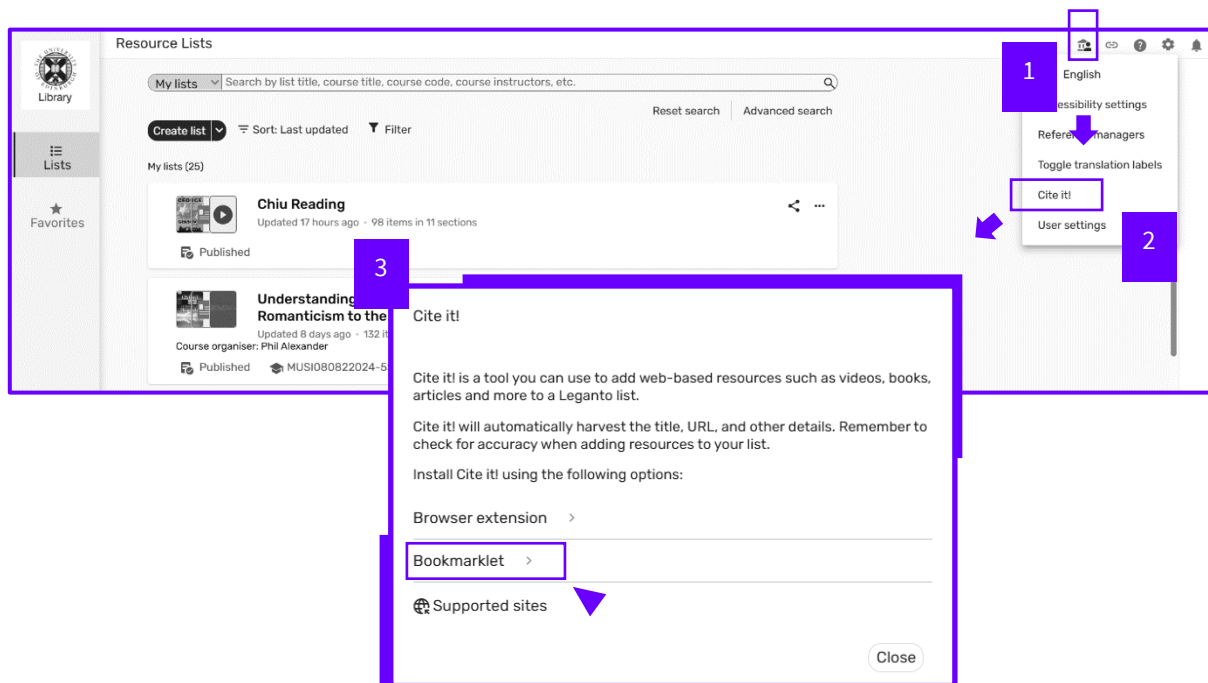 Resource Lists
Library
Lists
Favorites
My lists
Search by list title, course title, course code, course instructors, etc.
Reset search
Advanced search
Create list
Sort: Last updated
Filter
My lists (25)
Chiu Reading
Updated 17 hours ago - 98 items in 11 sections
Published
Understanding
Romanticism to the
Updated 8 days ago - 132 it
Course organiser: Phil Alexander
Published
MUSI080822024-5
1
English
essibility settings
managers
Toggle translation labels
Cite it!
User settings
2
3
Cite it!
Cite it! is a tool you can use to add web-based resources such as videos, books,
articles and more to a Leganto list.
Cite it! will automatically harvest the title, URL, and other details. Remember to
check for accuracy when adding resources to your list.
Install Cite it! using the following options:
Browser extension
Bookmarklet
Supported sites
Close